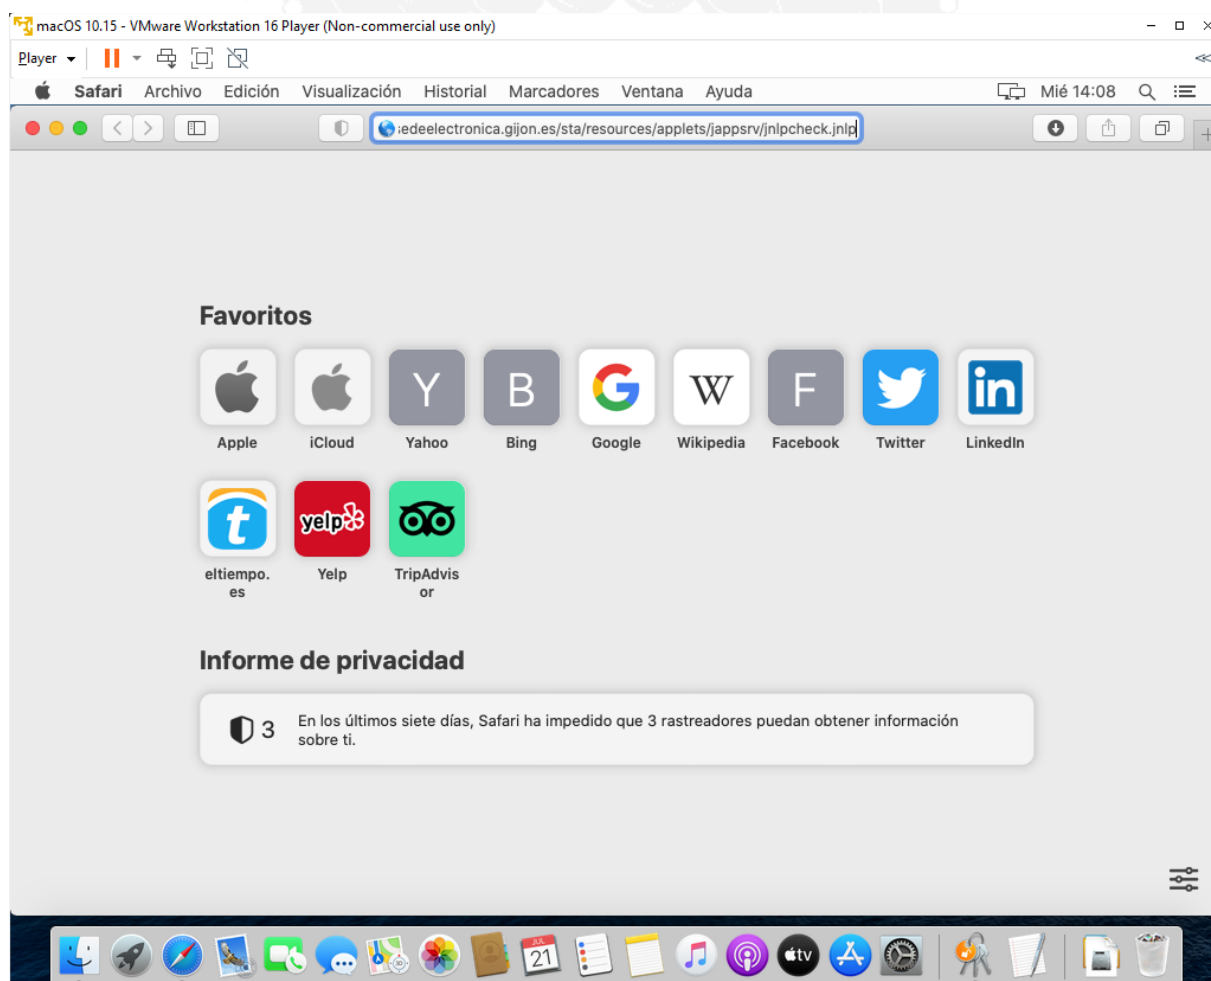 macOS 10.15 - VMware Workstation 16 Player (Non-commercial use only)
Player
Safari Archivo Edición Visualización Historial Marcadores Ventana Ayuda Mié 14:08
sedeelectronica.gijon.es/sta/resources/applets/jappsrv/jnlpcheck.jnlp
Favoritos
Y B G W F in
Apple iCloud Yahoo Bing Google Wikipedia Facebook Twitter LinkedIn
t yelp
eltiempo. Yelp TripAdvis
es or
Informe de privacidad
3 En los últimos siete días, Safari ha impedido que 3 rastreadores puedan obtener información
sobre ti.
JUL
21 tv